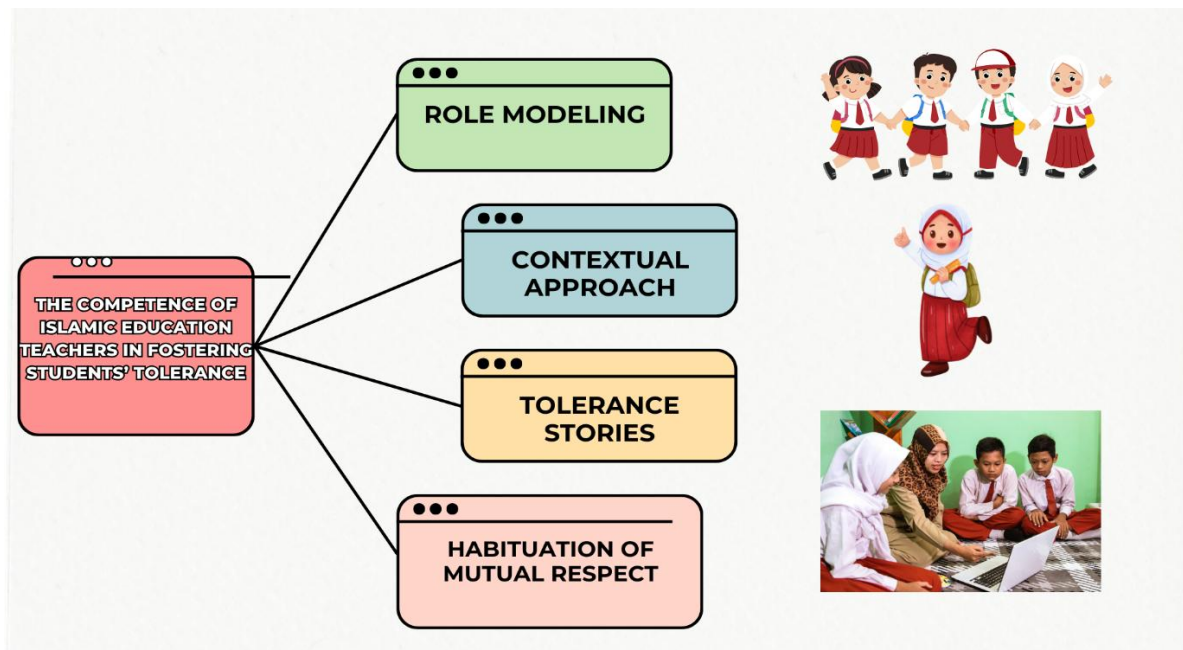 THE COMPETENCE OF
ISLAMIC EDUCATION
TEACHERS IN FOSTERING
STUDENTS' TOLERANCE
ROLE MODELING
CONTEXTUAL
APPROACH
TOLERANCE
STORIES
HABITUATION OF
MUTUAL RESPECT